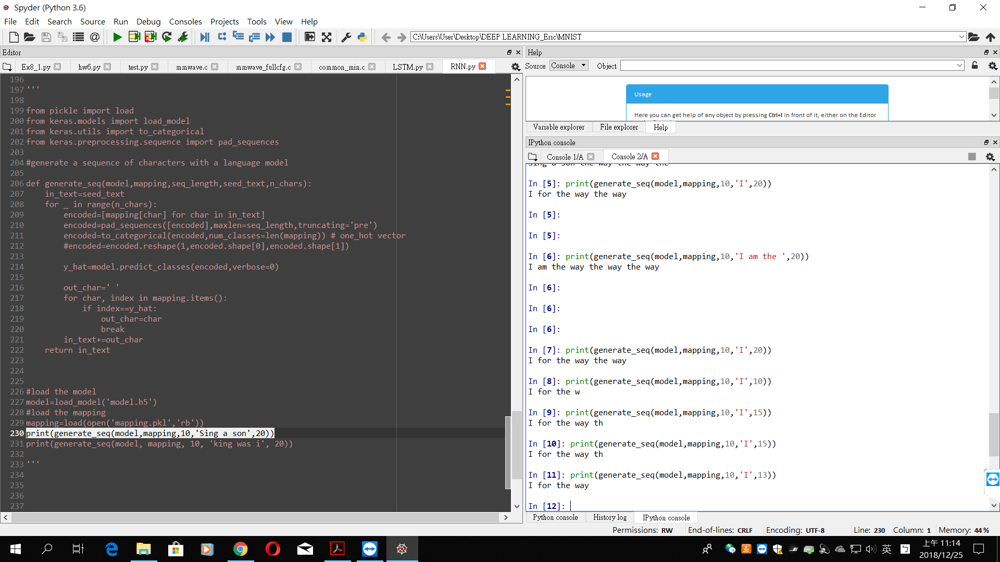 Spyder (Python 3.6)
File Edit Search Source Run Debug Consoles Projects Tools View Help
C:\Users\User\Desktop\DEEP LEARNING_Eric\MNIST
Editor
Ex8_1.py hw6.py test.py mmwave.c mmwave_fullcfg.c common_min.c LSTM.py RNN.py
196
197 '''
198
199 from pickle import load
200 from keras.models import load_model
201 from keras.utils import to_categorical
202 from keras.preprocessing.sequence import pad_sequences
203
204 #generate a sequence of characters with a language model
205
206 def generate_seq(model,mapping,seq_length,seed_text,n_chars):
207     in_text=seed_text
208     for _ in range(n_chars):
209         encoded=[mapping[char] for char in in_text]
210         encoded=pad_sequences([encoded],maxlen=seq_length,truncating='pre')
211         encoded=to_categorical(encoded,num_classes=len(mapping)) # one_hot vector
212         #encoded=encoded.reshape(1,encoded.shape[0],encoded.shape[1])
213
214         y_hat=model.predict_classes(encoded,verbose=0)
215
216         out_char=' '
217         for char, index in mapping.items():
218             if index==y_hat:
219                 out_char=char
220                 break
221         in_text+=out_char
222     return in_text
223
224
225
226 #load the model
227 model=load_model('model.h5')
228 #load the mapping
229 mapping=load(open('mapping.pkl','rb'))
230 print(generate_seq(model,mapping,10,'Sing a son',20))
231 print(generate_seq(model, mapping, 10, 'king was i', 20))
232
233 '''
234
235
236
237
Help
Source Console Object
Usage
Here you can get help of any object by pressing Ctrl+I in front of it, either on the Editor
Variable explorer File explorer Help
IPython console
Console 1/A Console 2/A
Sing a son the way the way the
In [5]: print(generate_seq(model,mapping,10,'I',20))
I for the way the way
In [5]:
In [5]:
In [6]: print(generate_seq(model,mapping,10,'I am the ',20))
I am the way the way the way
In [6]:
In [6]:
In [6]:
In [7]: print(generate_seq(model,mapping,10,'I',20))
I for the way the way
In [8]: print(generate_seq(model,mapping,10,'I',10))
I for the w
In [9]: print(generate_seq(model,mapping,10,'I',15))
I for the way th
In [10]: print(generate_seq(model,mapping,10,'I',15))
I for the way th
In [11]: print(generate_seq(model,mapping,10,'I',13))
I for the way
In [12]:
Python console History log IPython console
Permissions: RW End-of-lines: CRLF Encoding: UTF-8 Line: 230 Column: 1 Memory: 44 %
英
上午 11:14
2018/12/25